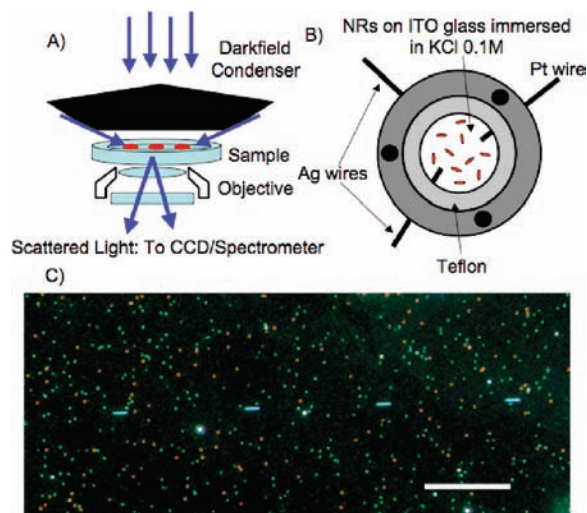 A)
Darkfield
Condenser
Sample
Objective
Scattered Light: To CCD/Spectrometer
B)
NRs on ITO glass immersed
in KCl 0.1M
Pt wire
Ag wires
Teflon
C)